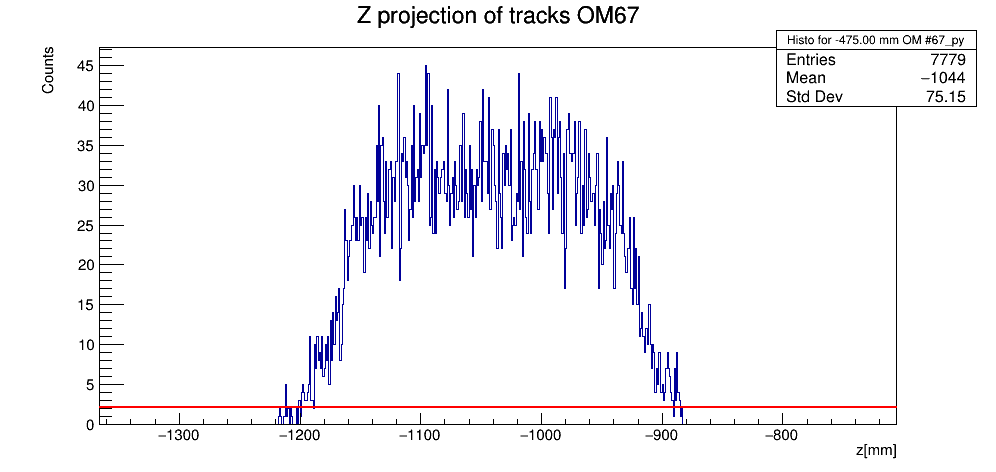 Z projection of tracks OM67
Histo for -475.00 mm OM #67_py
Entries 7779
Mean −1044
Std Dev 75.15
Counts
45
40
35
30
25
20
15
10
5
0
−1300 −1200 −1100 −1000 −900 −800
z[mm]